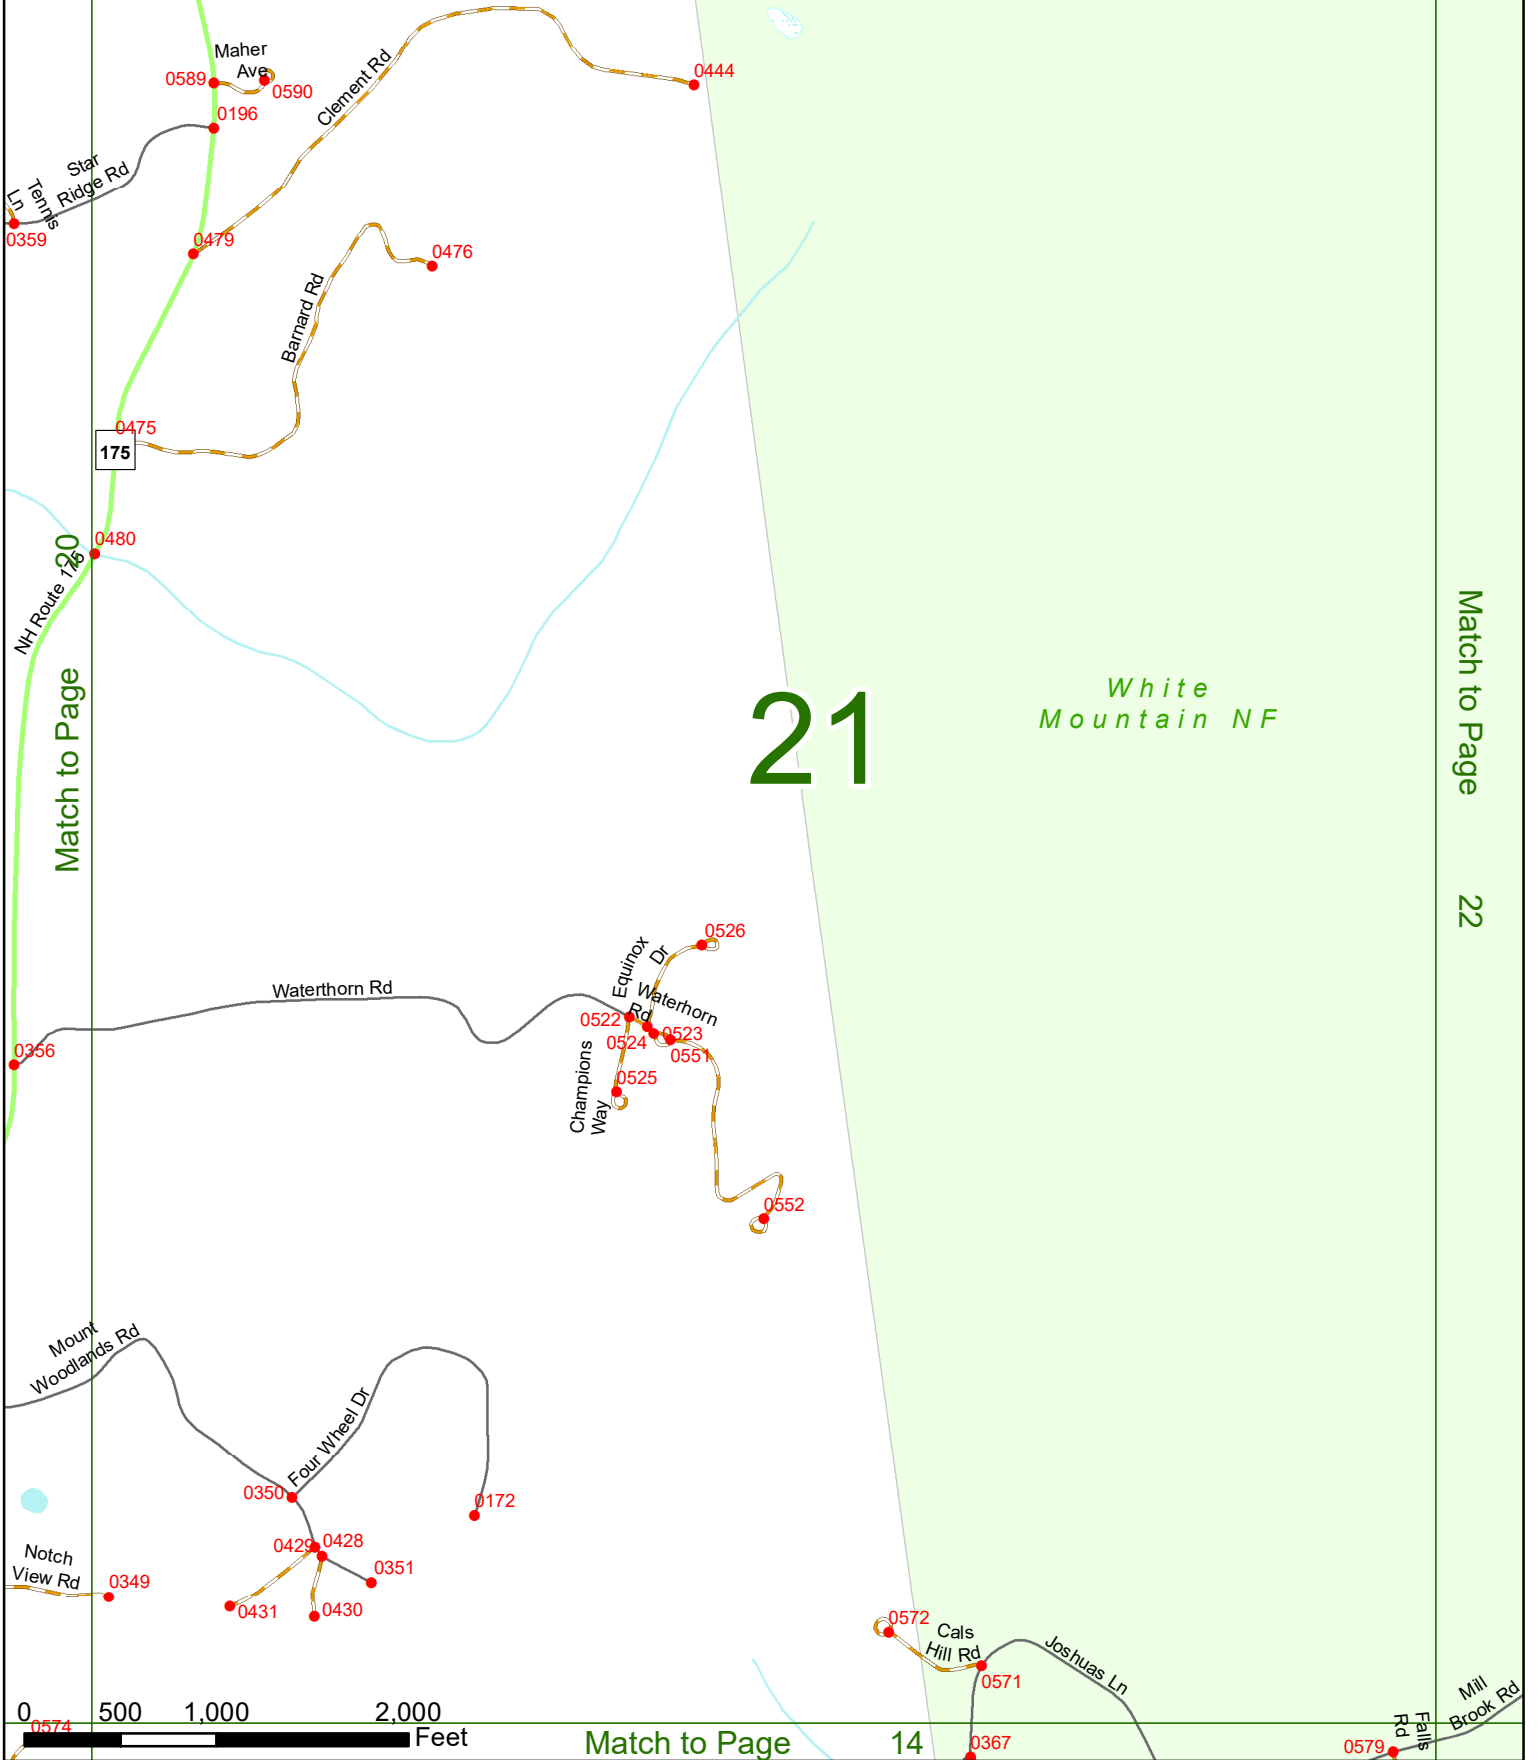 Maher
Ave
0589
0590
0196
0444
Clement Rd
Star
Ridge Rd
Tennis
Ln
0359
0479
0476
Barnard Rd
0475
175
0480
NH Route 175
Match to Page
20
21
White
Mountain NF
Match to Page
22
0526
Equinox
Dr
Waterthorn Rd
Waterhorn
Rd
0522
0523
0524
0551
0356
0525
Champions
Way
0552
Mount
Woodlands Rd
Four Wheel Dr
0350
0172
0429
0428
0351
Notch
View Rd
0349
0431
0430
0572
Cals
Hill Rd
0571
Joshuas Ln
Mill
Brook Rd
Falls
Rd
0579
0367
0 500 1,000 2,000
Feet
0574
Match to Page
14